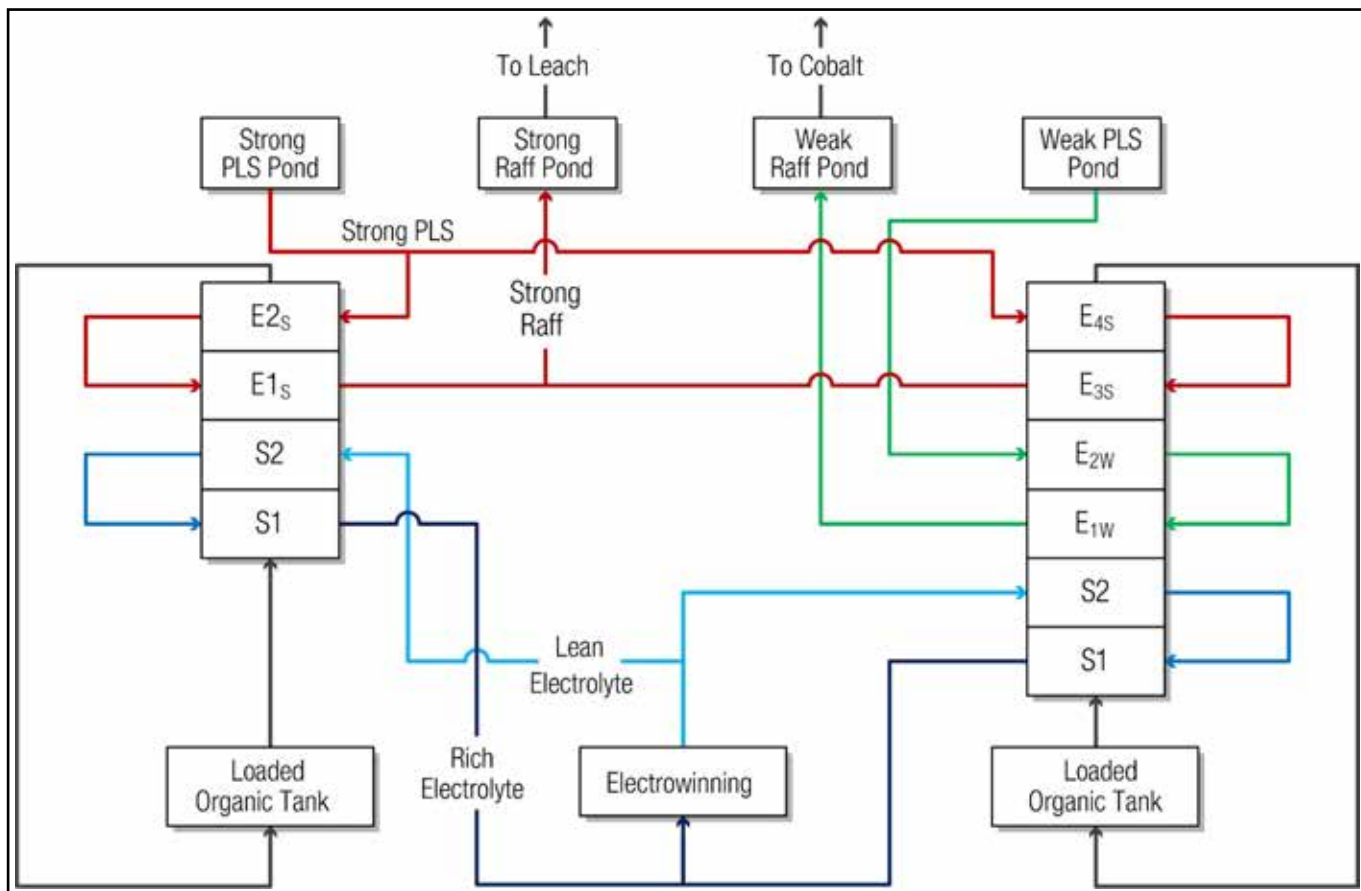 To Leach
To Cobalt
Strong
PLS Pond
Strong
Raff Pond
Weak
Raff Pond
Weak PLS
Pond
Strong PLS
Strong
Raff
E2S
E1S
S2
S1
E4S
E3S
E2W
E1W
S2
S1
Lean
Electrolyte
Rich
Electrolyte
Loaded
Organic Tank
Electrowinning
Loaded
Organic Tank